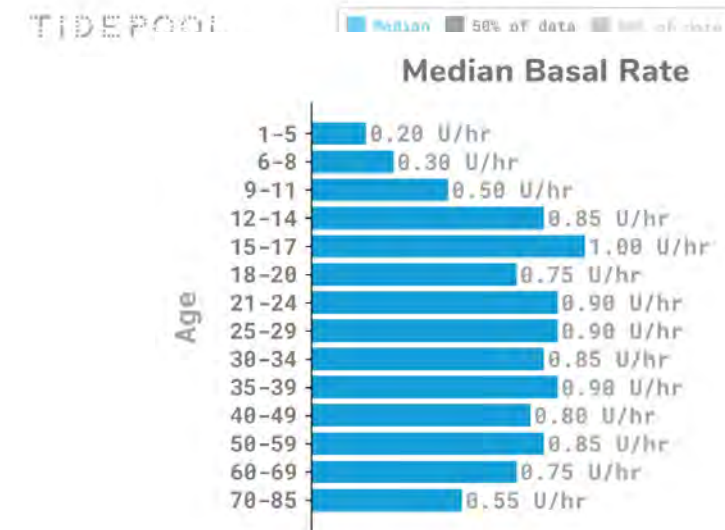 TIDEPOOL
Median 50% of data
Median Basal Rate
Age
1-5 0.20 U/hr
6-8 0.30 U/hr
9-11 0.50 U/hr
12-14 0.85 U/hr
15-17 1.00 U/hr
18-20 0.75 U/hr
21-24 0.90 U/hr
25-29 0.90 U/hr
30-34 0.85 U/hr
35-39 0.90 U/hr
40-49 0.80 U/hr
50-59 0.85 U/hr
60-69 0.75 U/hr
70-85 0.55 U/hr